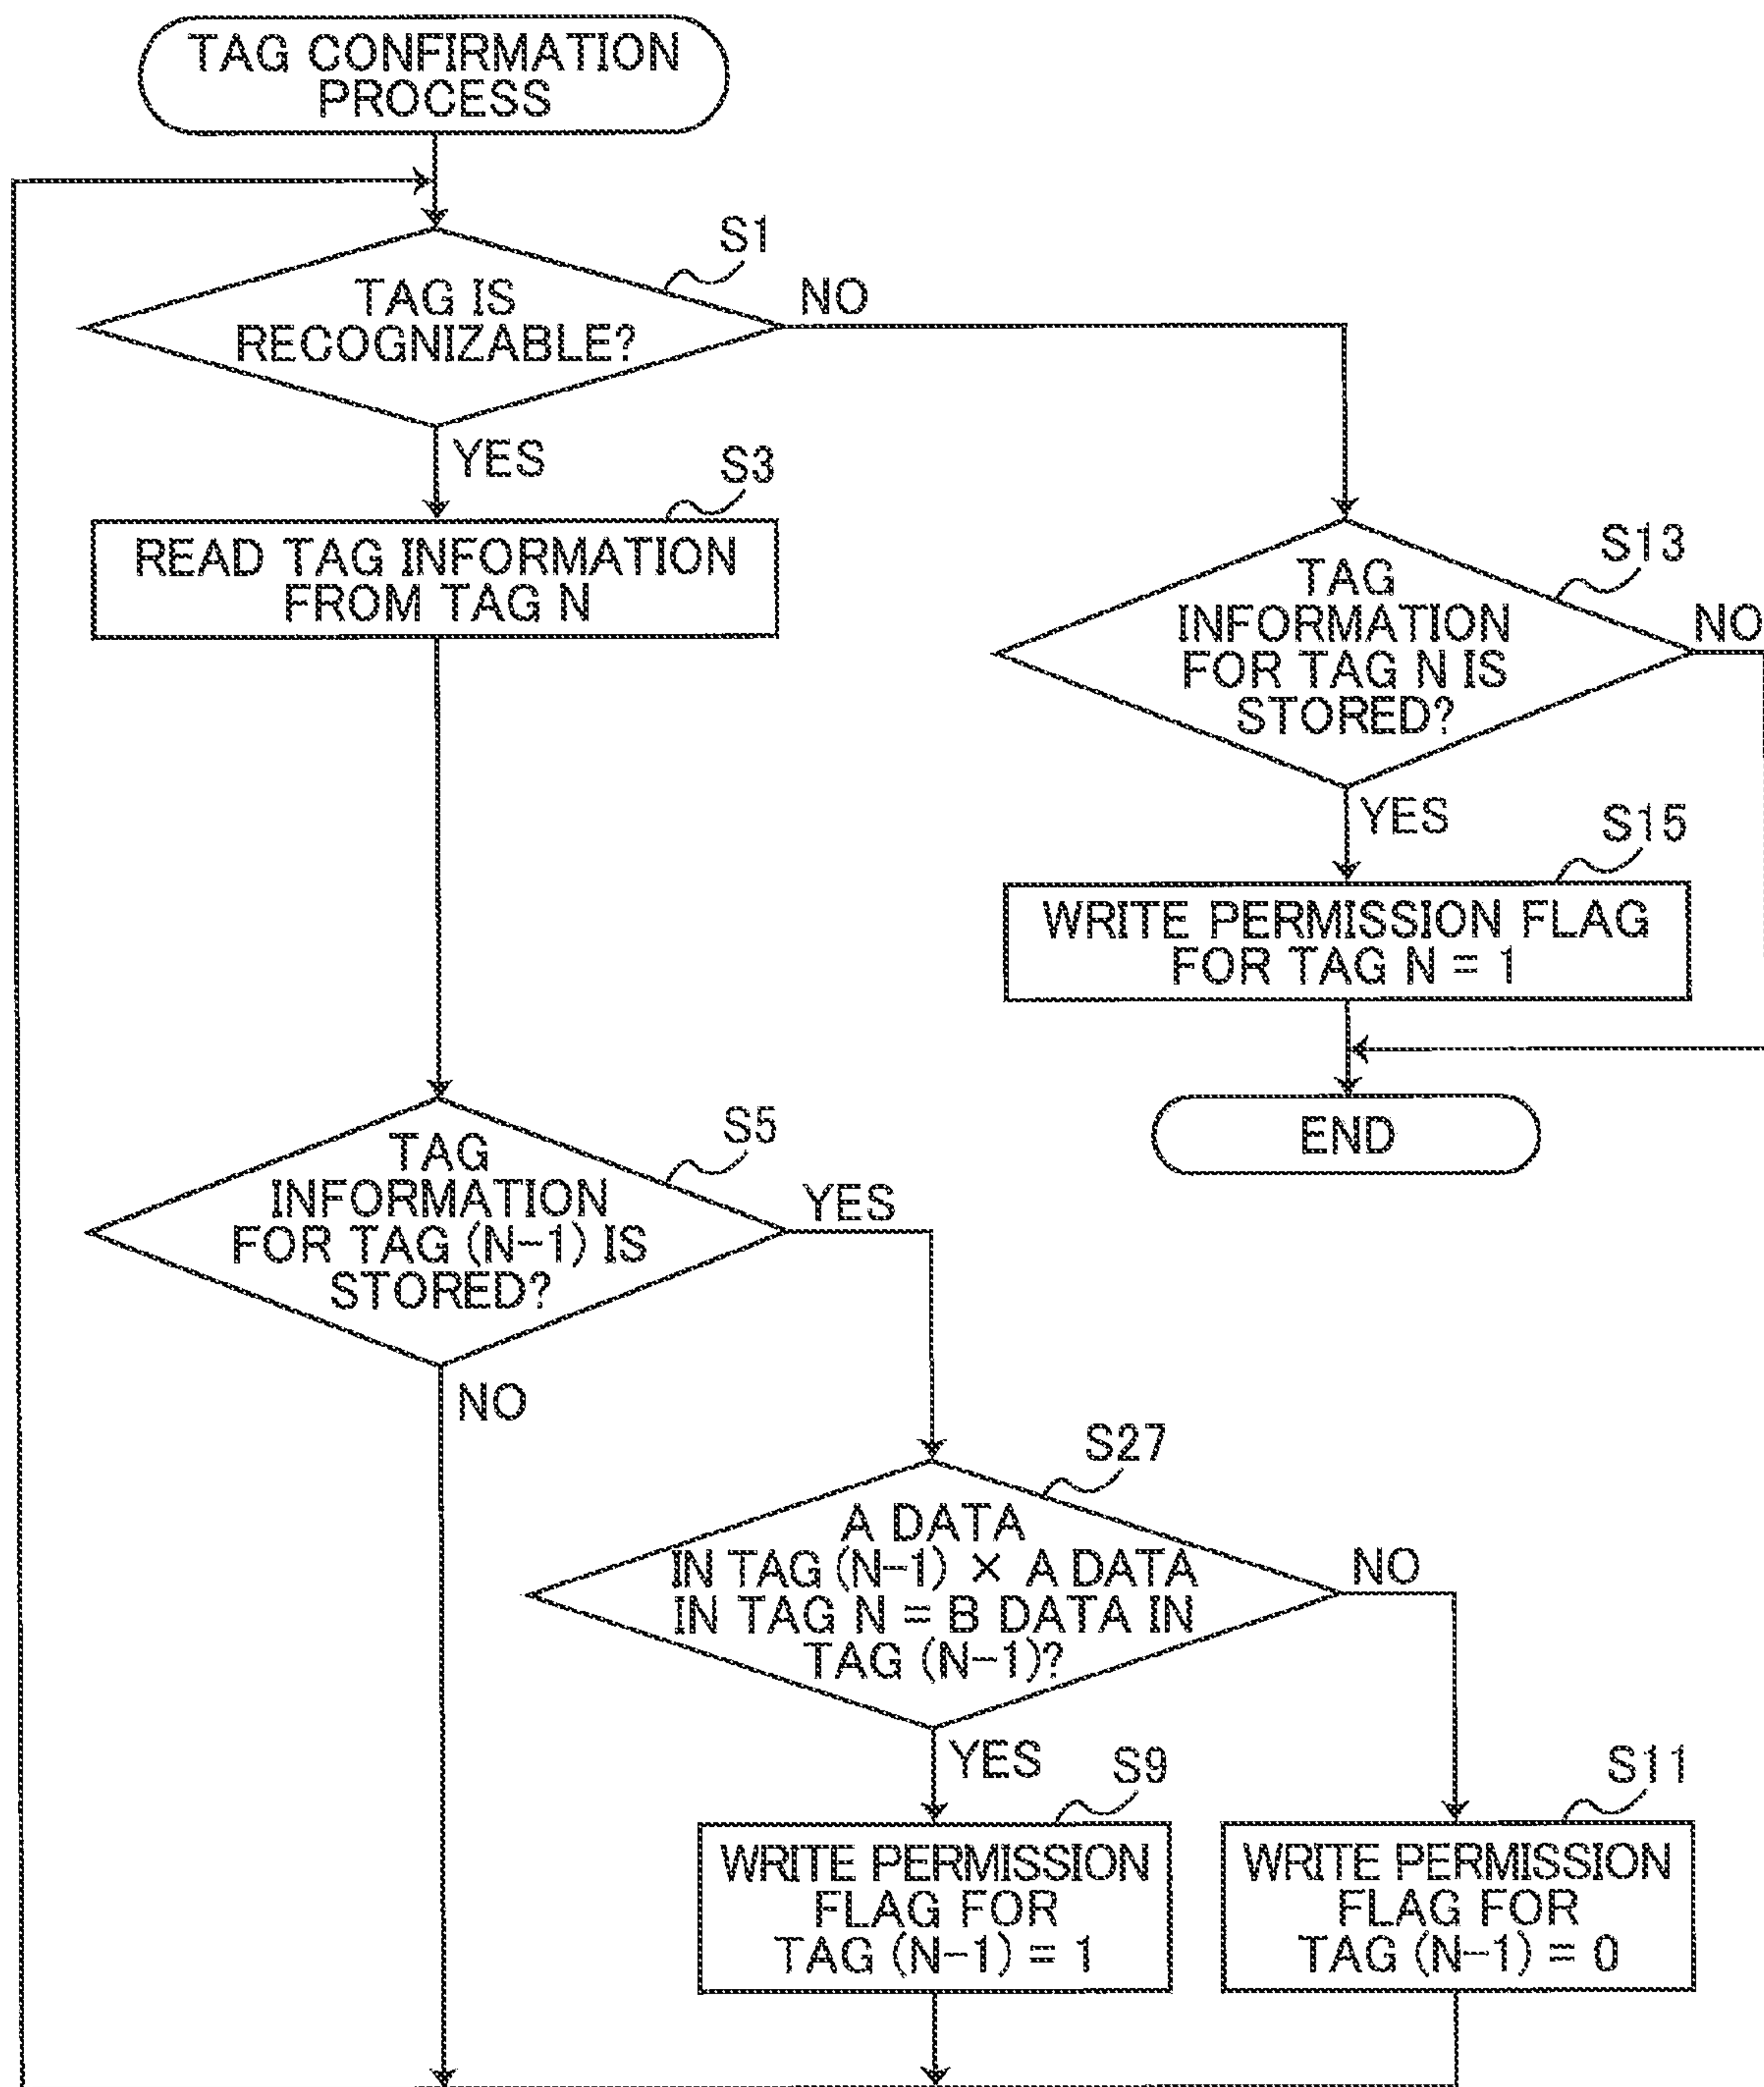 TAG CONFIRMATION
PROCESS
S1
TAG IS
RECOGNIZABLE?
NO
YES
S3
READ TAG INFORMATION
FROM TAG N
S13
TAG
INFORMATION
FOR TAG N IS
STORED?
NO
YES
S15
WRITE PERMISSION FLAG
FOR TAG N = 1
END
S5
TAG
INFORMATION
FOR TAG (N-1) IS
STORED?
YES
NO
S27
A DATA
IN TAG (N-1) × A DATA
IN TAG N = B DATA IN
TAG (N-1)?
NO
YES
S9
WRITE PERMISSION
FLAG FOR
TAG (N-1) = 1
S11
WRITE PERMISSION
FLAG FOR
TAG (N-1) = 0